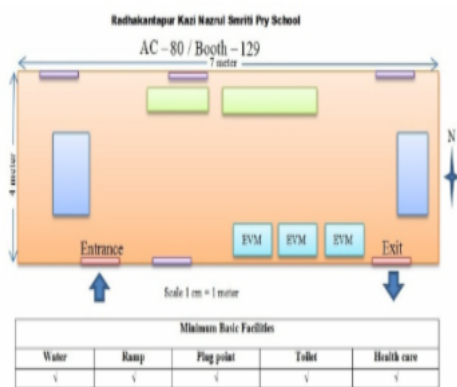 Radhakantapur Kazi Nazrul Smriti Pry School
AC – 80 / Booth – 129
7 meter
4 meter
N
EVM EVM EVM
Entrance Exit
Scale 1 cm = 1 meter
Minimum Basic Facilities
Water Ramp Plug point Toilet Health care
√ √ √ √ √